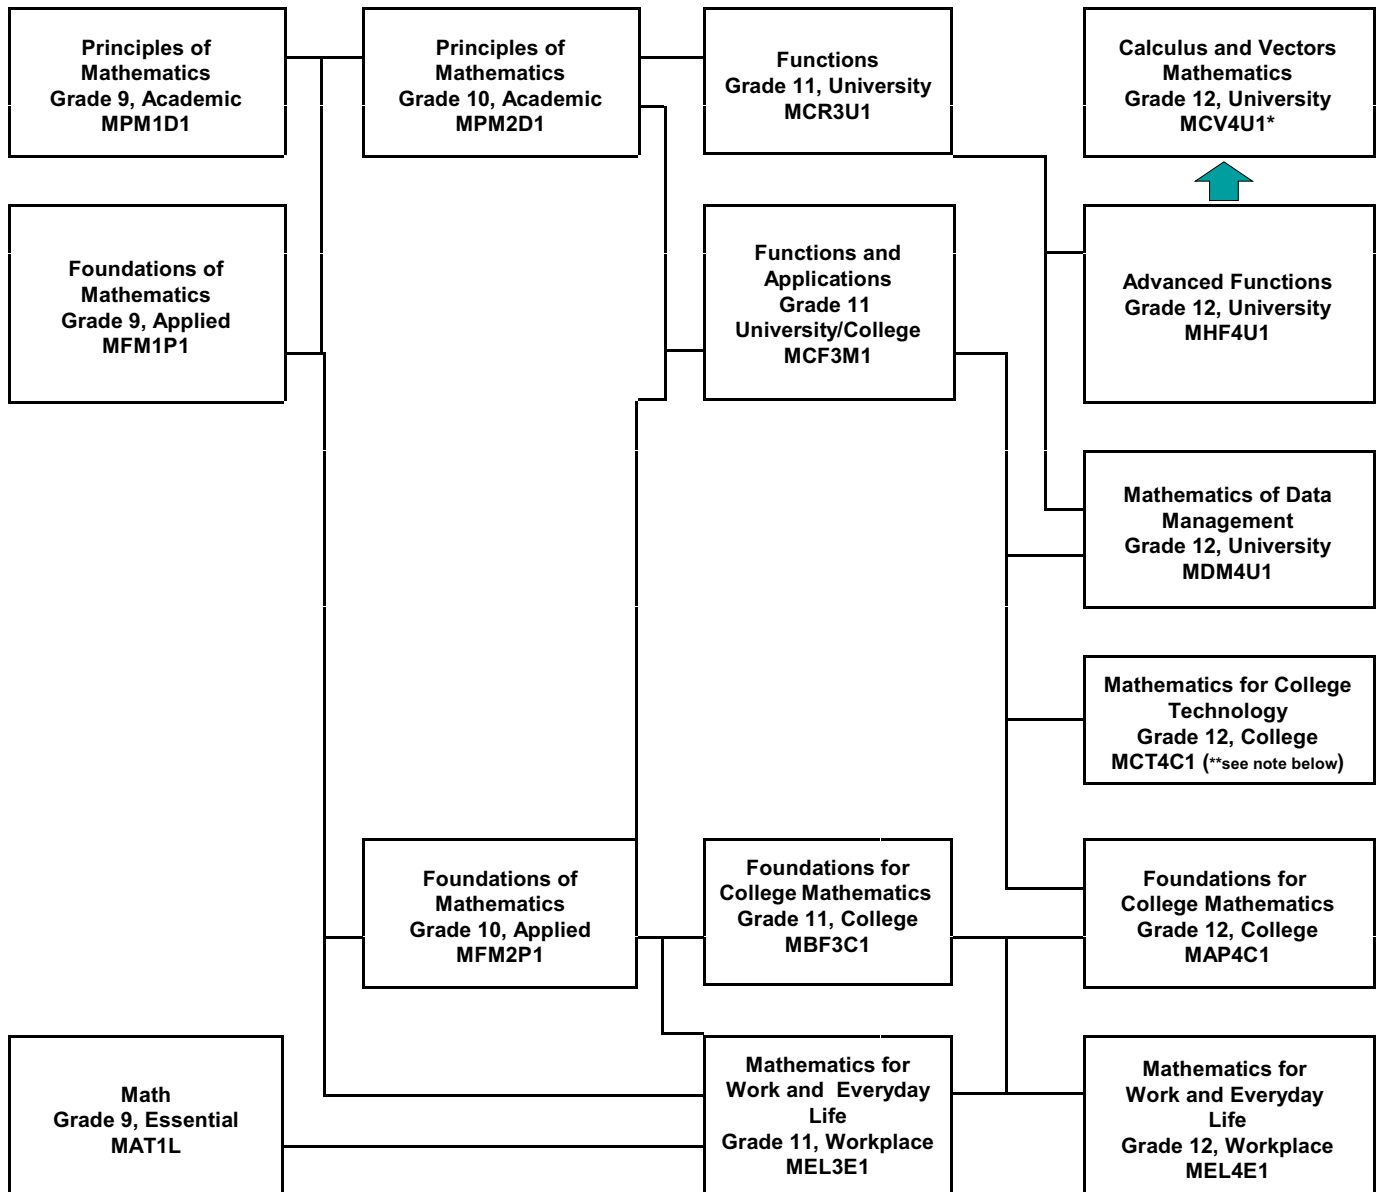 Principles of
Mathematics
Grade 9, Academic
MPM1D1
Principles of
Mathematics
Grade 10, Academic
MPM2D1
Functions
Grade 11, University
MCR3U1
Calculus and Vectors
Mathematics
Grade 12, University
MCV4U1*
Foundations of
Mathematics
Grade 9, Applied
MFM1P1
Functions and
Applications
Grade 11
University/College
MCF3M1
Advanced Functions
Grade 12, University
MHF4U1
Mathematics of Data
Management
Grade 12, University
MDM4U1
Mathematics for College
Technology
Grade 12, College
MCT4C1 (**see note below)
Foundations of
Mathematics
Grade 10, Applied
MFM2P1
Foundations for
College Mathematics
Grade 11, College
MBF3C1
Foundations for
College Mathematics
Grade 12, College
MAP4C1
Math
Grade 9, Essential
MAT1L
Mathematics for
Work and Everyday
Life
Grade 11, Workplace
MEL3E1
Mathematics for
Work and Everyday
Life
Grade 12, Workplace
MEL4E1